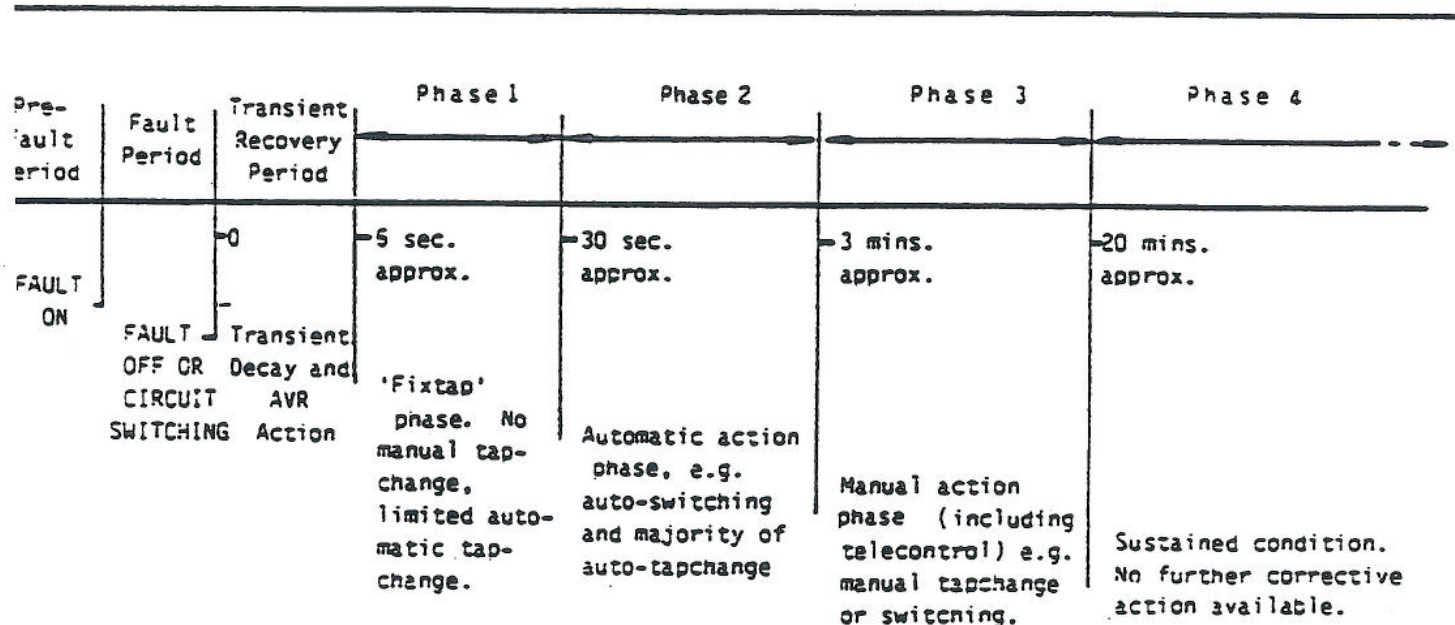 Phase 1 Phase 2 Phase 3 Phase 4
Pre-
ault
eriod
Fault
Period
Transient
Recovery
Period
0
5 sec.
approx.
30 sec.
approx.
3 mins.
approx.
20 mins.
approx.
FAULT
ON
FAULT
OFF OR
CIRCUIT
SWITCHING
Transient
Decay and
AVR
Action
'Fixtap'
phase. No
manual tap-
change,
limited auto-
matic tap-
change.
Automatic action
phase, e.g.
auto-switching
and majority of
auto-tapchange
Manual action
phase (including
telecontrol) e.g.
manual tapchange
or switching.
Sustained condition.
No further corrective
action available.